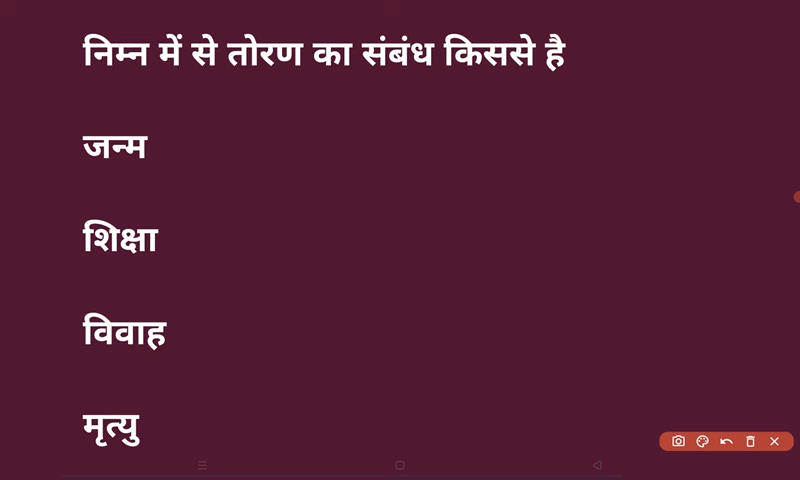 निम्न में से तोरण का संबंध किससे है
जन्म
शिक्षा
विवाह
मृत्यु